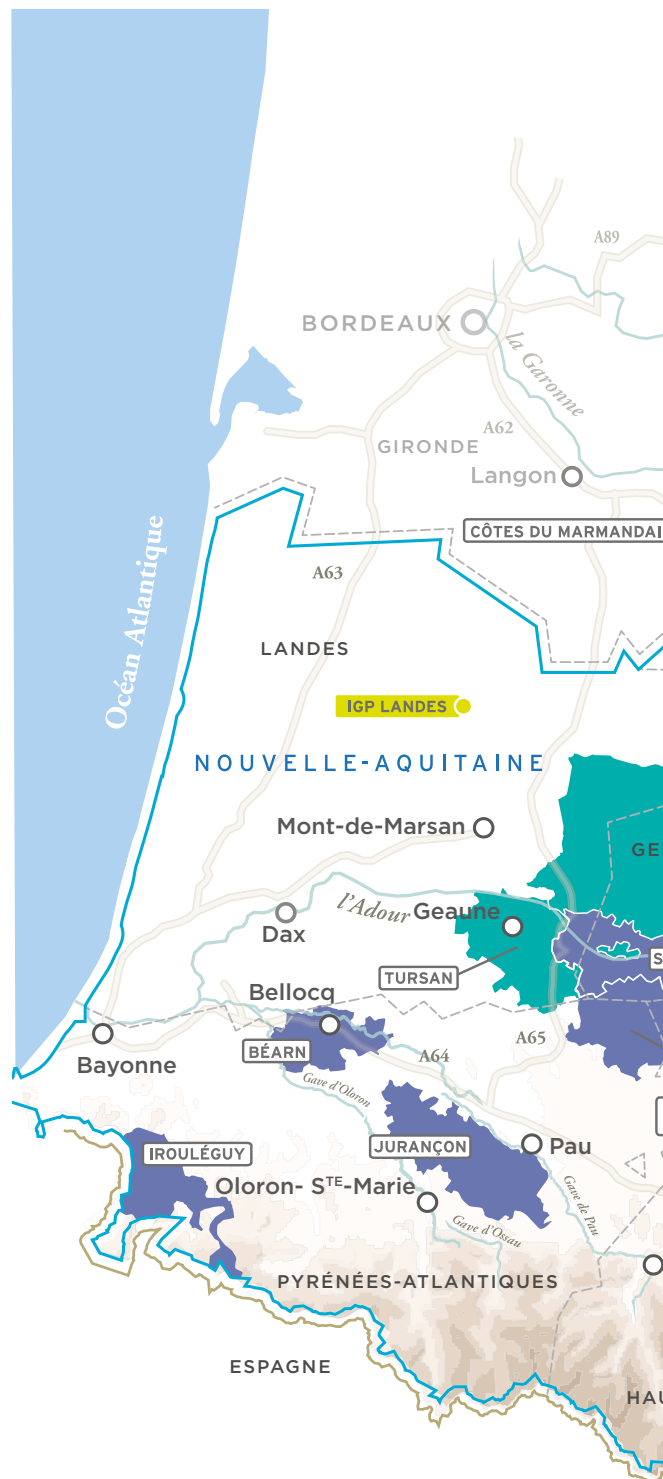 A89
BORDEAUX
la Garonne
A62
GIRONDE
Langon
CÔTES DU MARMANDAI
Océan Atlantique
A63
LANDES
IGP LANDES
NOUVELLE-AQUITAINE
Mont-de-Marsan
GE
l'Adour
Geaune
Dax
S
TURSAN
Bellocq
BÉARN
A64
A65
Bayonne
Gave d'Oloron
IROULÉGUY
JURANÇON
Pau
Oloron- STE-Marie
Gave de Pau
Gave d'Ossau
PYRÉNÉES-ATLANTIQUES
ESPAGNE
HAU